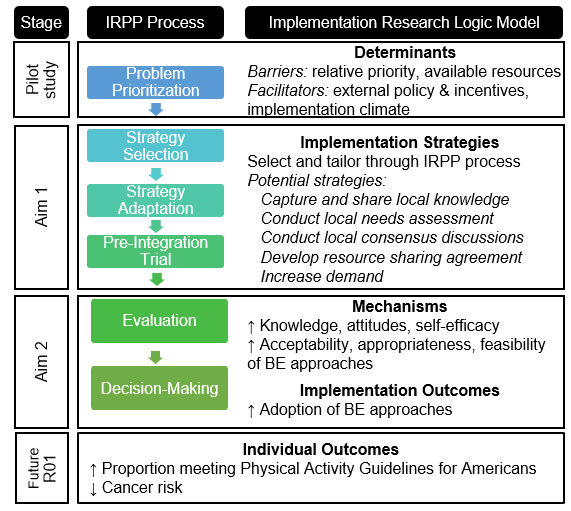 Stage
IRPP Process
Implementation Research Logic Model
Pilot
study
Problem
Prioritization
Determinants
Barriers: relative priority, available resources
Facilitators: external policy & incentives,
implementation climate
Aim 1
Strategy
Selection
Strategy
Adaptation
Pre-Integration
Trial
Implementation Strategies
Select and tailor through IRPP process
Potential strategies:
Capture and share local knowledge
Conduct local needs assessment
Conduct local consensus discussions
Develop resource sharing agreement
Increase demand
Aim 2
Evaluation
Decision-Making
Mechanisms
↑ Knowledge, attitudes, self-efficacy
↑ Acceptability, appropriateness, feasibility
of BE approaches
Implementation Outcomes
↑ Adoption of BE approaches
Future
R01
Individual Outcomes
↑ Proportion meeting Physical Activity Guidelines for Americans
↓ Cancer risk